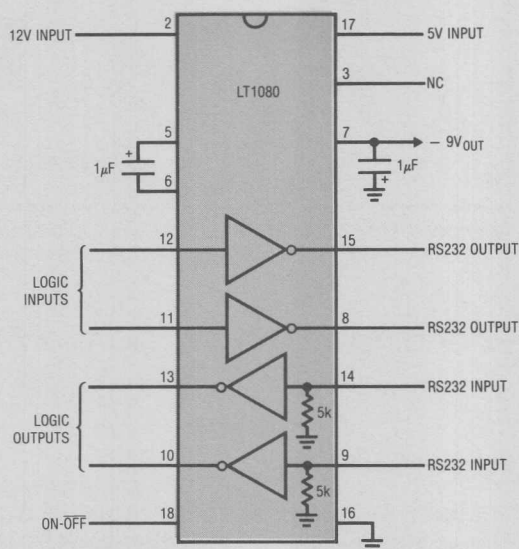 12V INPUT
2
17
5V INPUT
LT1080
3
NC
5
+
1µF
6
7
– 9VOUT
1µF
+
12
15
RS232 OUTPUT
LOGIC
INPUTS
11
8
RS232 OUTPUT
13
14
RS232 INPUT
5k
LOGIC
OUTPUTS
10
9
RS232 INPUT
5k
ON-OFF
18
16